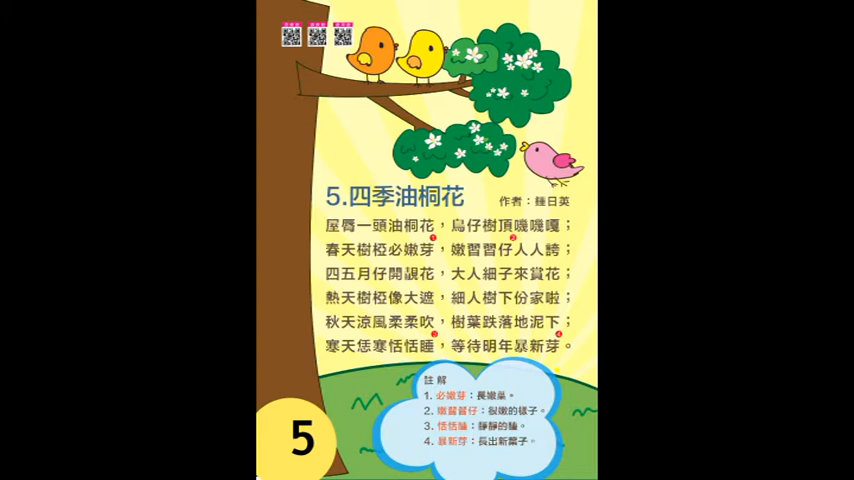 5.四季油桐花
作者：鍾日英
屋脣一頭油桐花，鳥仔樹頂嘰嘰嘎；
春天樹椏必嫩芽，嫩習習仔人人誇；
四五月仔開靚花，大人細子來賞花；
熱天樹椏像大遮，細人樹下份家啦；
秋天涼風柔柔吹，樹葉跌落地泥下；
寒天恁寒恬恬睡，等待明年暴新芽。
註解
1. 必嫩芽：長嫩葉。
2. 嫩習習仔：很嫩的樣子。
3. 恬恬睡：靜靜的睡。
4. 暴新芽：長出新葉子。
5